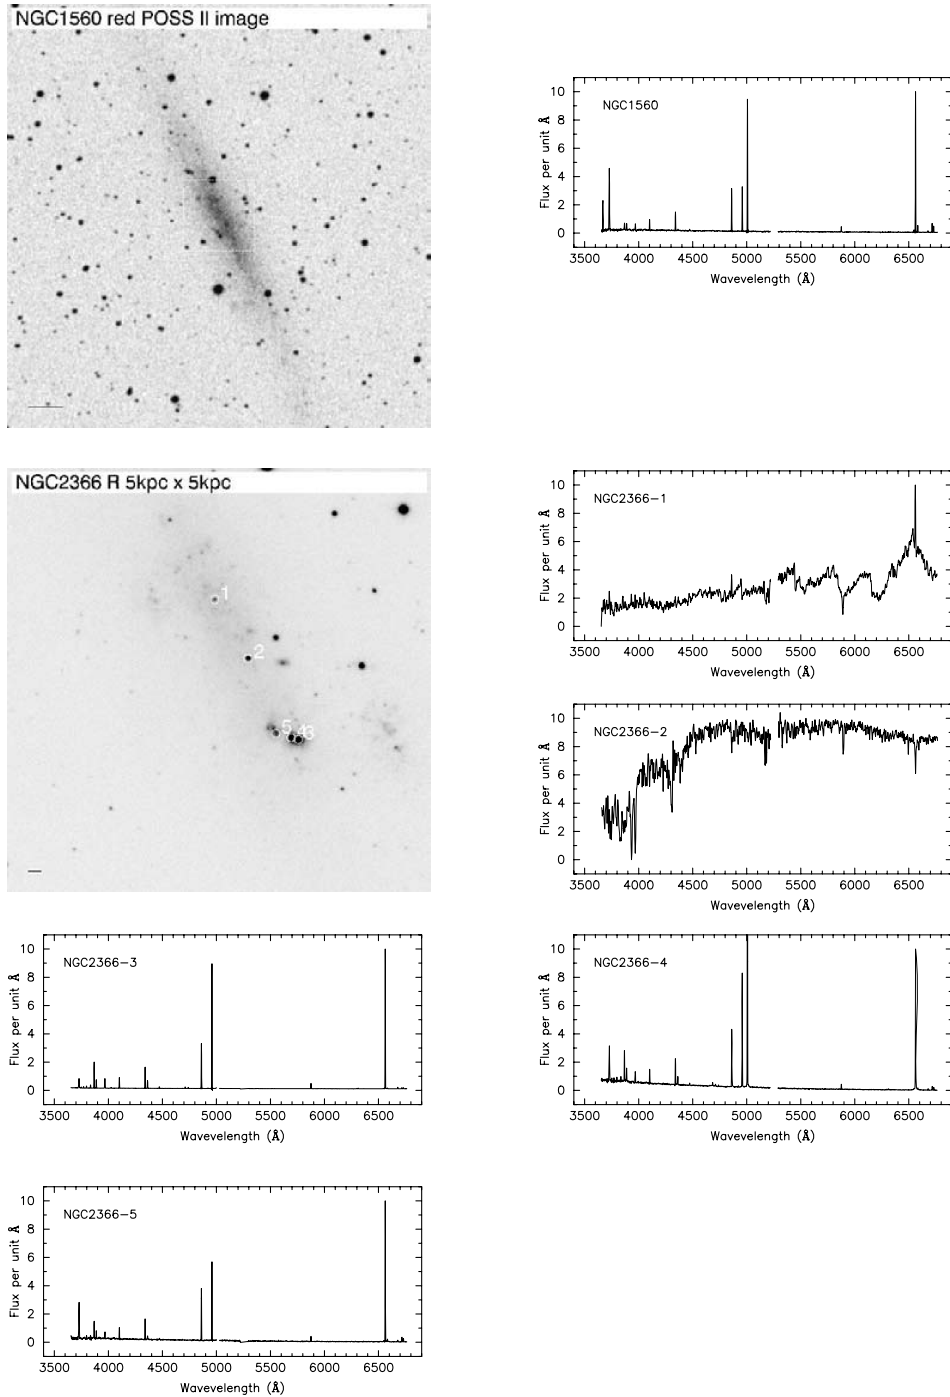 NGC1560 red POSS II image
NGC1560
Flux per unit Å
10
8
6
4
2
0
3500 4000 4500 5000 5500 6000 6500
Wavelength (Å)
NGC2366 R 5kpc x 5kpc
1
2
5 43
NGC2366-1
Flux per unit Å
10
8
6
4
2
0
3500 4000 4500 5000 5500 6000 6500
Wavelength (Å)
NGC2366-2
Flux per unit Å
10
8
6
4
2
0
3500 4000 4500 5000 5500 6000 6500
Wavelength (Å)
NGC2366-3
Flux per unit Å
10
8
6
4
2
0
3500 4000 4500 5000 5500 6000 6500
Wavelength (Å)
NGC2366-4
Flux per unit Å
10
8
6
4
2
0
3500 4000 4500 5000 5500 6000 6500
Wavelength (Å)
NGC2366-5
Flux per unit Å
10
8
6
4
2
0
3500 4000 4500 5000 5500 6000 6500
Wavelength (Å)